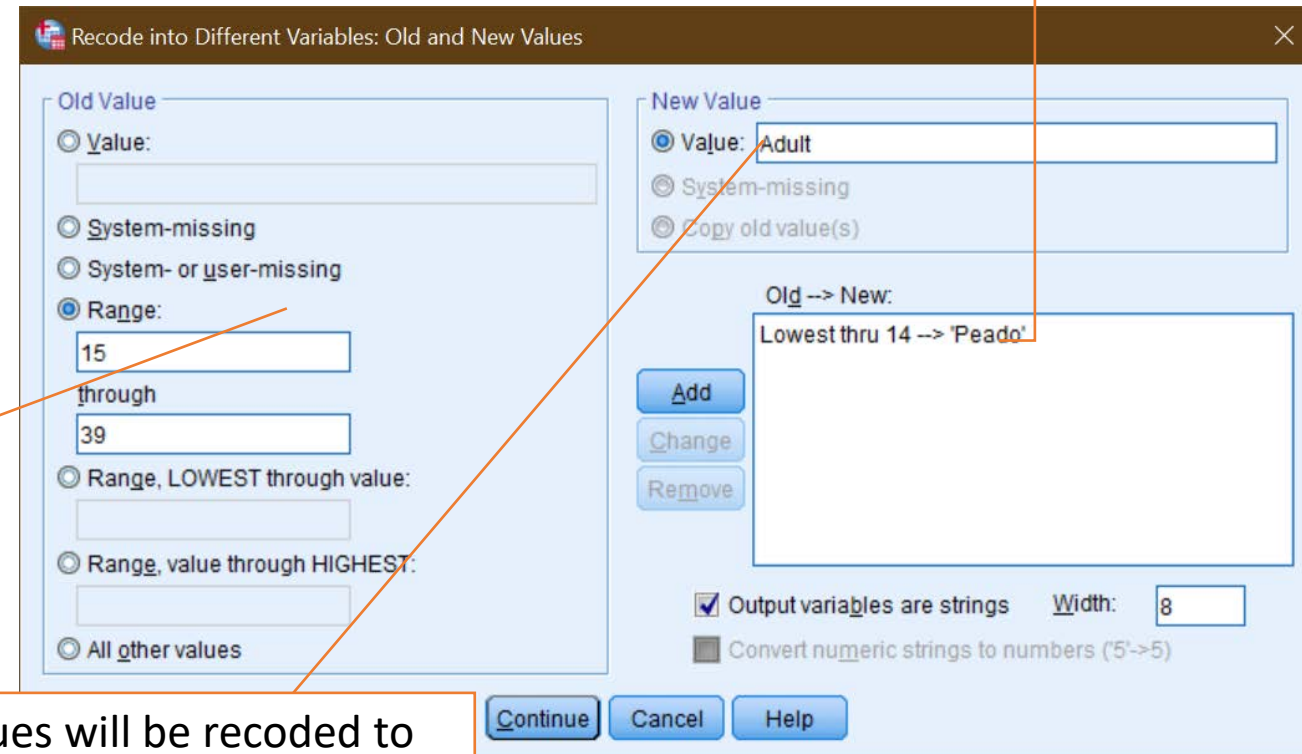 Recode into Different Variables: Old and New Values
Old Value
Value:
System-missing
System- or user-missing
Range:
15
through
39
Range, LOWEST through value:
Range, value through HIGHEST:
All other values
New Value
Value: Adult
System-missing
Copy old value(s)
Old --> New:
Lowest thru 14 --> 'Peado'
Add
Change
Remove
Output variables are strings Width: 8
Convert numeric strings to numbers ('5'->5)
Continue Cancel Help
will be recoded to